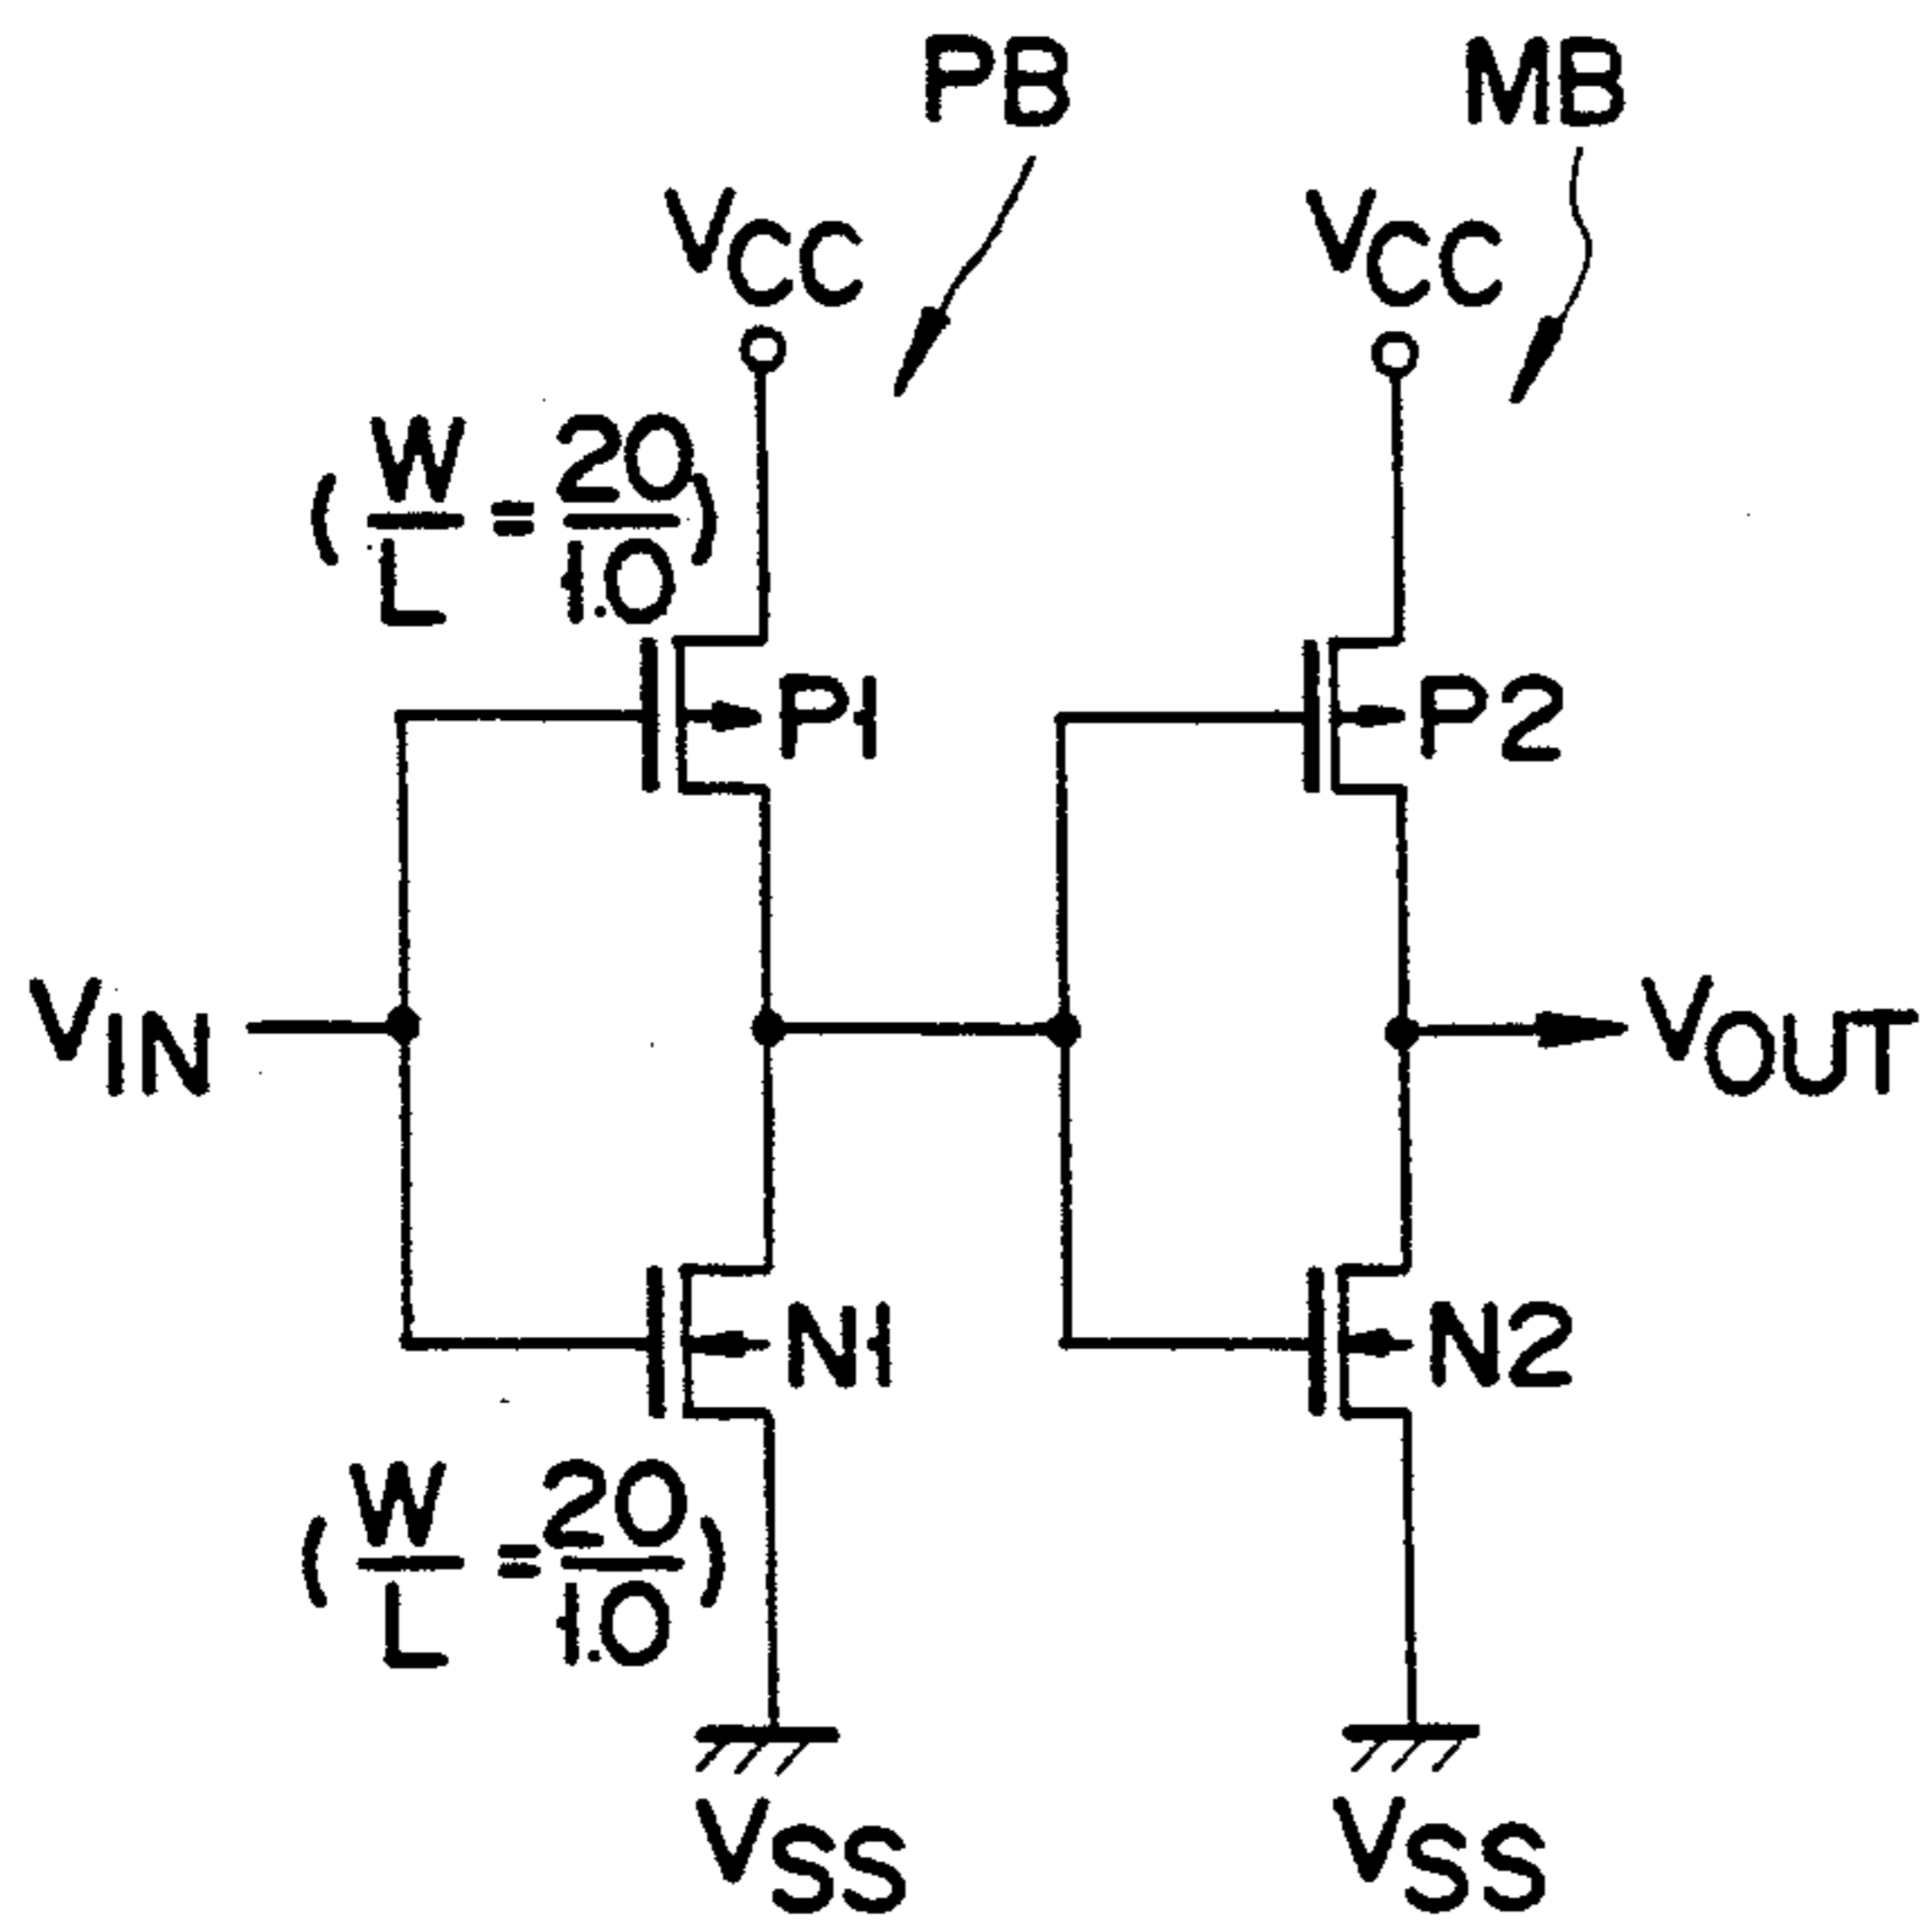 PB
MB
VCC
VCC
(W/L = 20/1.0)
P1
P2
VIN
VOUT
N1
N2
(W/L = 20/1.0)
VSS
VSS